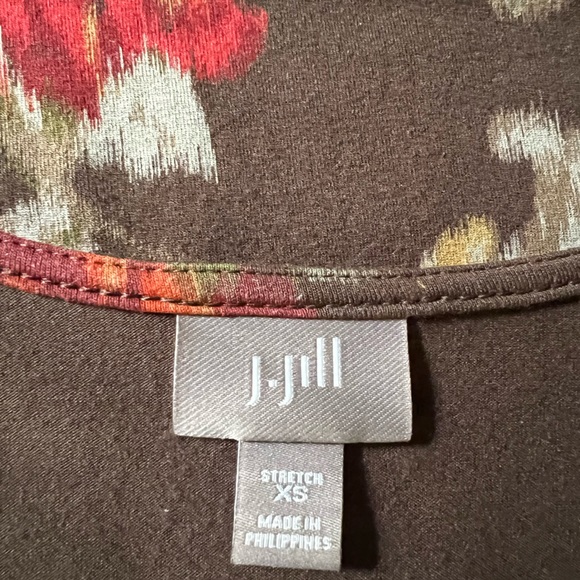 J.Jill
STRETCH
XS
MADE IN
PHILIPPINES